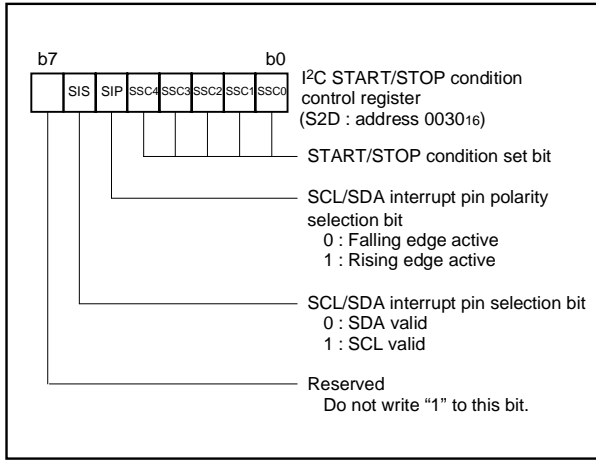 b7 b0
SIS SIP SSC4 SSC3 SSC2 SSC1 SSC0
I²C START/STOP condition
control register
(S2D : address 003016)
START/STOP condition set bit
SCL/SDA interrupt pin polarity
selection bit
0 : Falling edge active
1 : Rising edge active
SCL/SDA interrupt pin selection bit
0 : SDA valid
1 : SCL valid
Reserved
Do not write “1” to this bit.